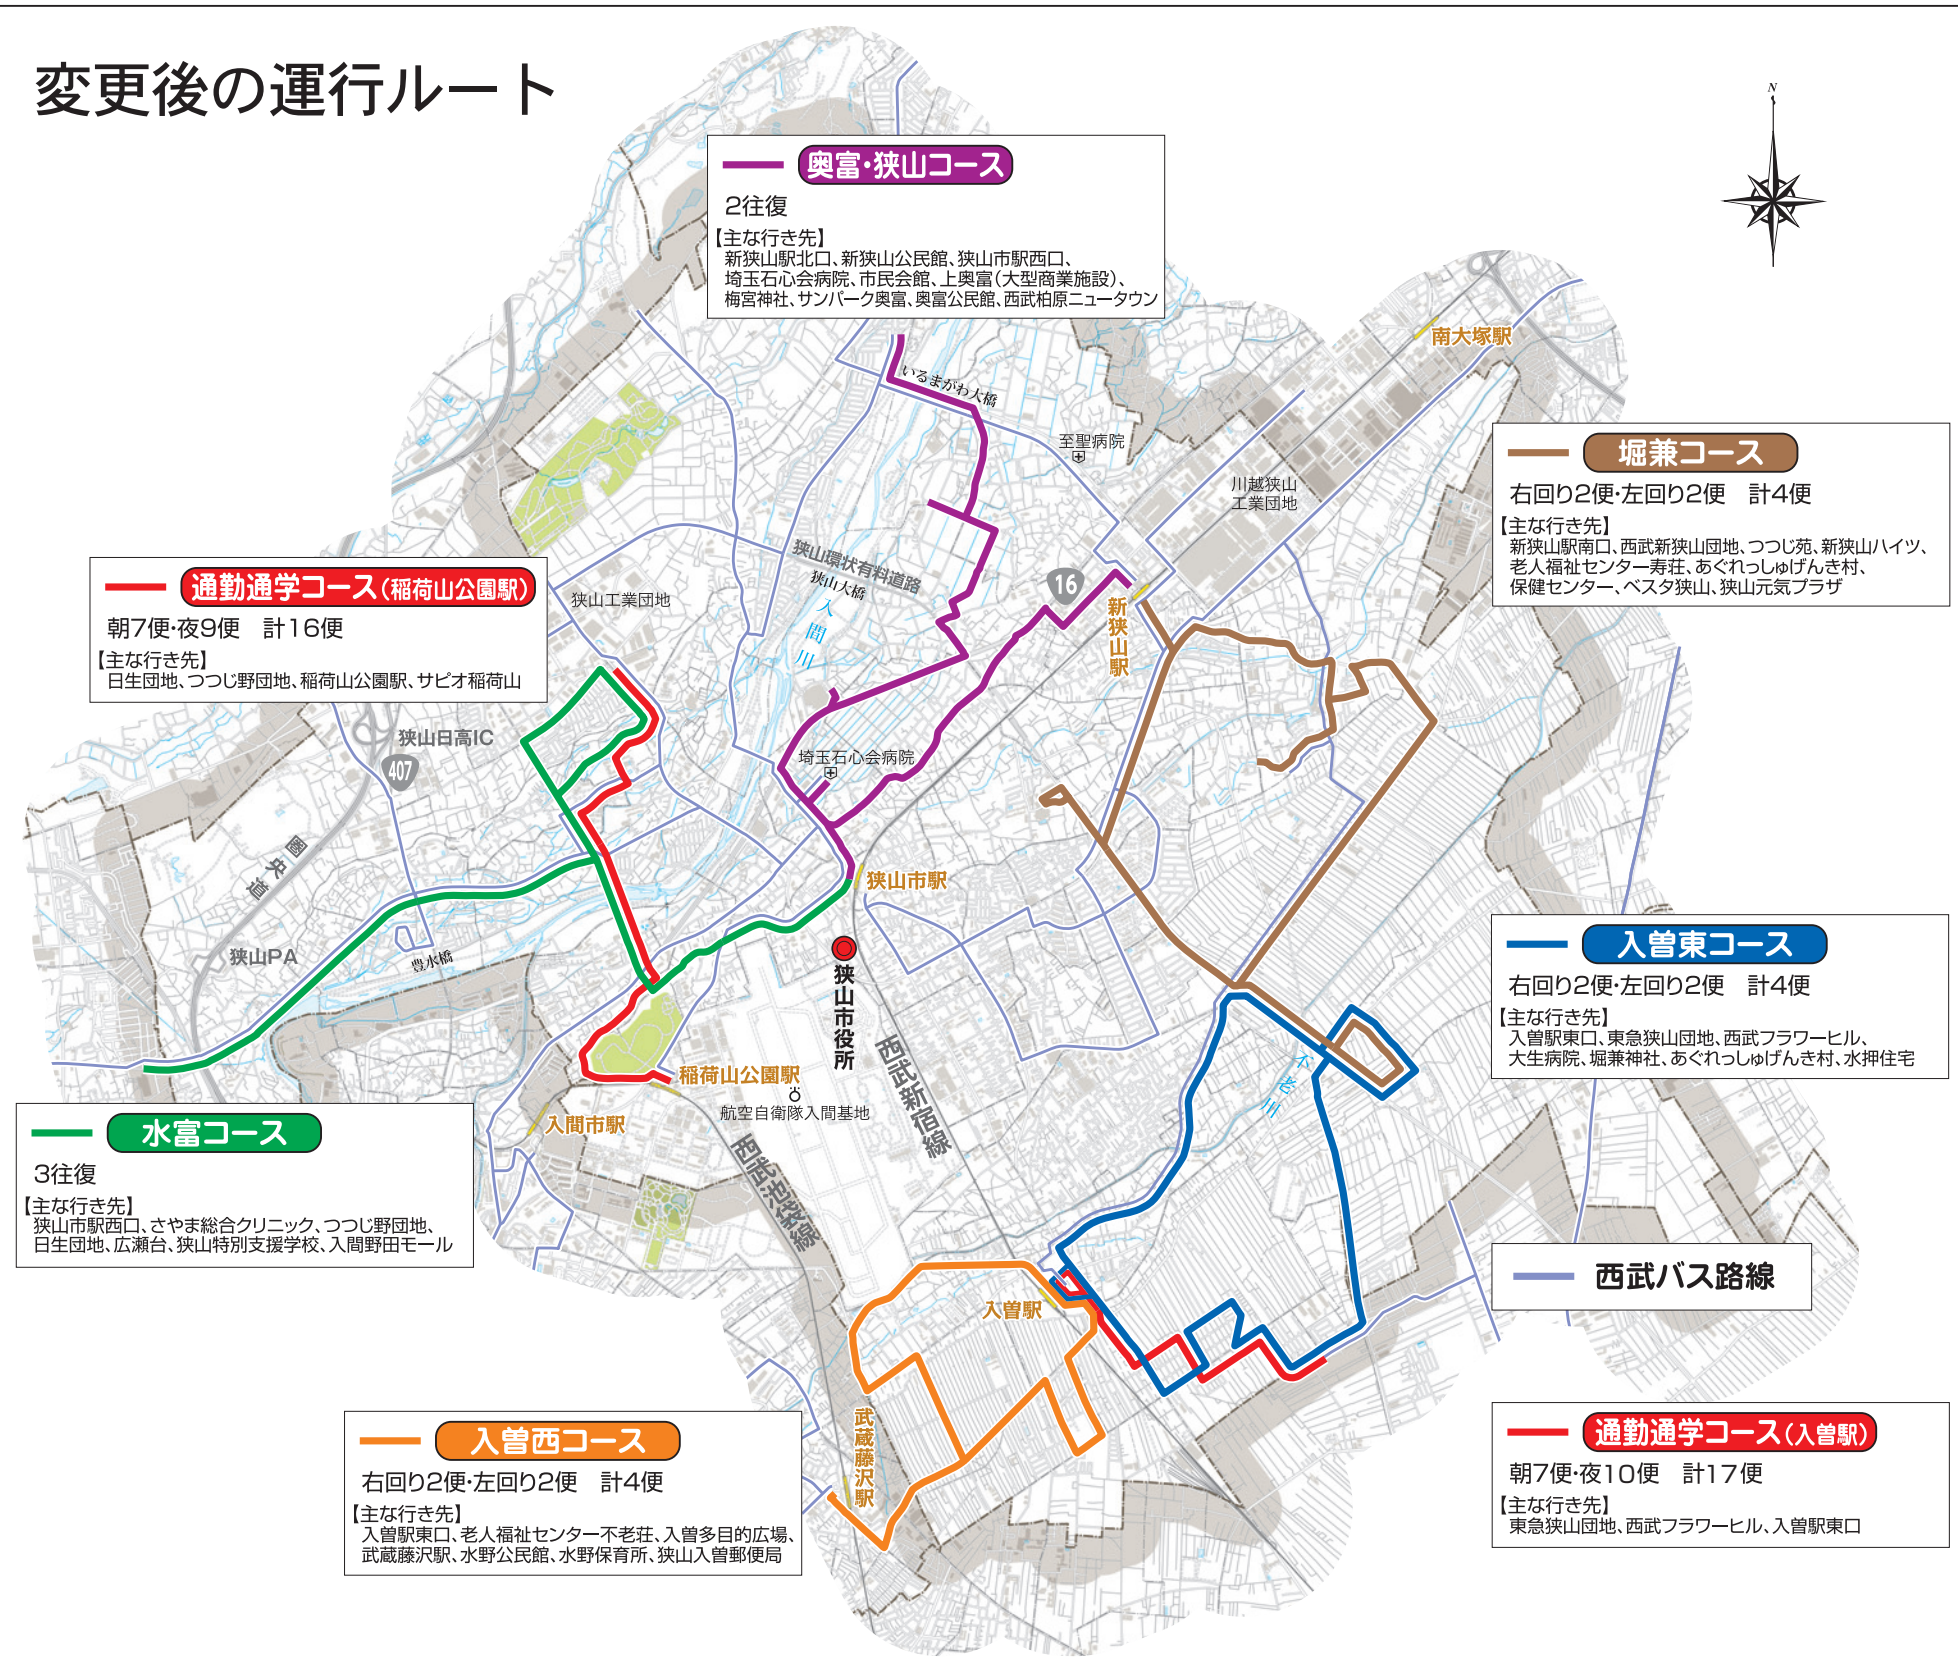 変更後の運行ルート
N
奥富・狭山コース
2往復
【主な行き先】
新狭山駅北口、新狭山公民館、狭山市駅西口、
埼玉石心会病院、市民会館、上奥富（大型商業施設）、
梅宮神社、サンパーク奥富、奥富公民館、西武柏原ニュータウン
南大塚駅
いるまがわ大橋
至聖病院
川越狭山
工業団地
堀兼コース
右回り2便・左回り2便　計4便
【主な行き先】
新狭山駅南口、西武新狭山団地、つつじ苑、新狭山ハイツ、
老人福祉センター寿荘、あぐれっしゅげんき村、
保健センター、ベスタ狭山、狭山元気プラザ
通勤通学コース（稲荷山公園駅）
朝7便・夜9便　計16便
【主な行き先】
日生団地、つつじ野団地、稲荷山公園駅、サピオ稲荷山
狭山環状有料道路
狭山大橋
入間川
狭山工業団地
16
新狭山駅
狭山日高IC
407
埼玉石心会病院
圏央道
狭山市駅
狭山PA
豊水橋
狭山市役所
入曽東コース
右回り2便・左回り2便　計4便
【主な行き先】
入曽駅東口、東急狭山団地、西武フラワーヒル、
大生病院、堀兼神社、あぐれっしゅげんき村、水押住宅
西武新宿線
不老川
稲荷山公園駅
航空自衛隊入間基地
入間市駅
西武池袋線
水富コース
3往復
【主な行き先】
狭山市駅西口、さやま総合クリニック、つつじ野団地、
日生団地、広瀬台、狭山特別支援学校、入間野田モール
西武バス路線
入曽駅
武蔵藤沢駅
入曽西コース
右回り2便・左回り2便　計4便
【主な行き先】
入曽駅東口、老人福祉センター不老荘、入曽多目的広場、
武蔵藤沢駅、水野公民館、水野保育所、狭山入曽郵便局
通勤通学コース（入曽駅）
朝7便・夜10便　計17便
【主な行き先】
東急狭山団地、西武フラワーヒル、入曽駅東口